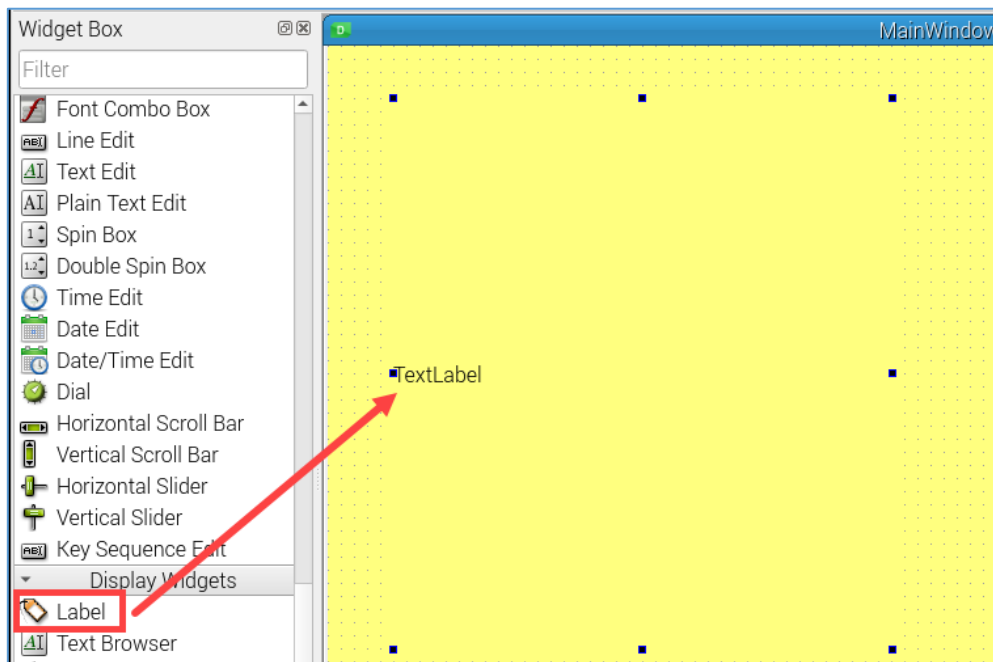 Widget Box
MainWindow
Filter
Font Combo Box
Line Edit
Text Edit
Plain Text Edit
Spin Box
Double Spin Box
Time Edit
Date Edit
Date/Time Edit
TextLabel
Dial
Horizontal Scroll Bar
Vertical Scroll Bar
Horizontal Slider
Vertical Slider
Key Sequence Edit
Display Widgets
Label
Text Browser